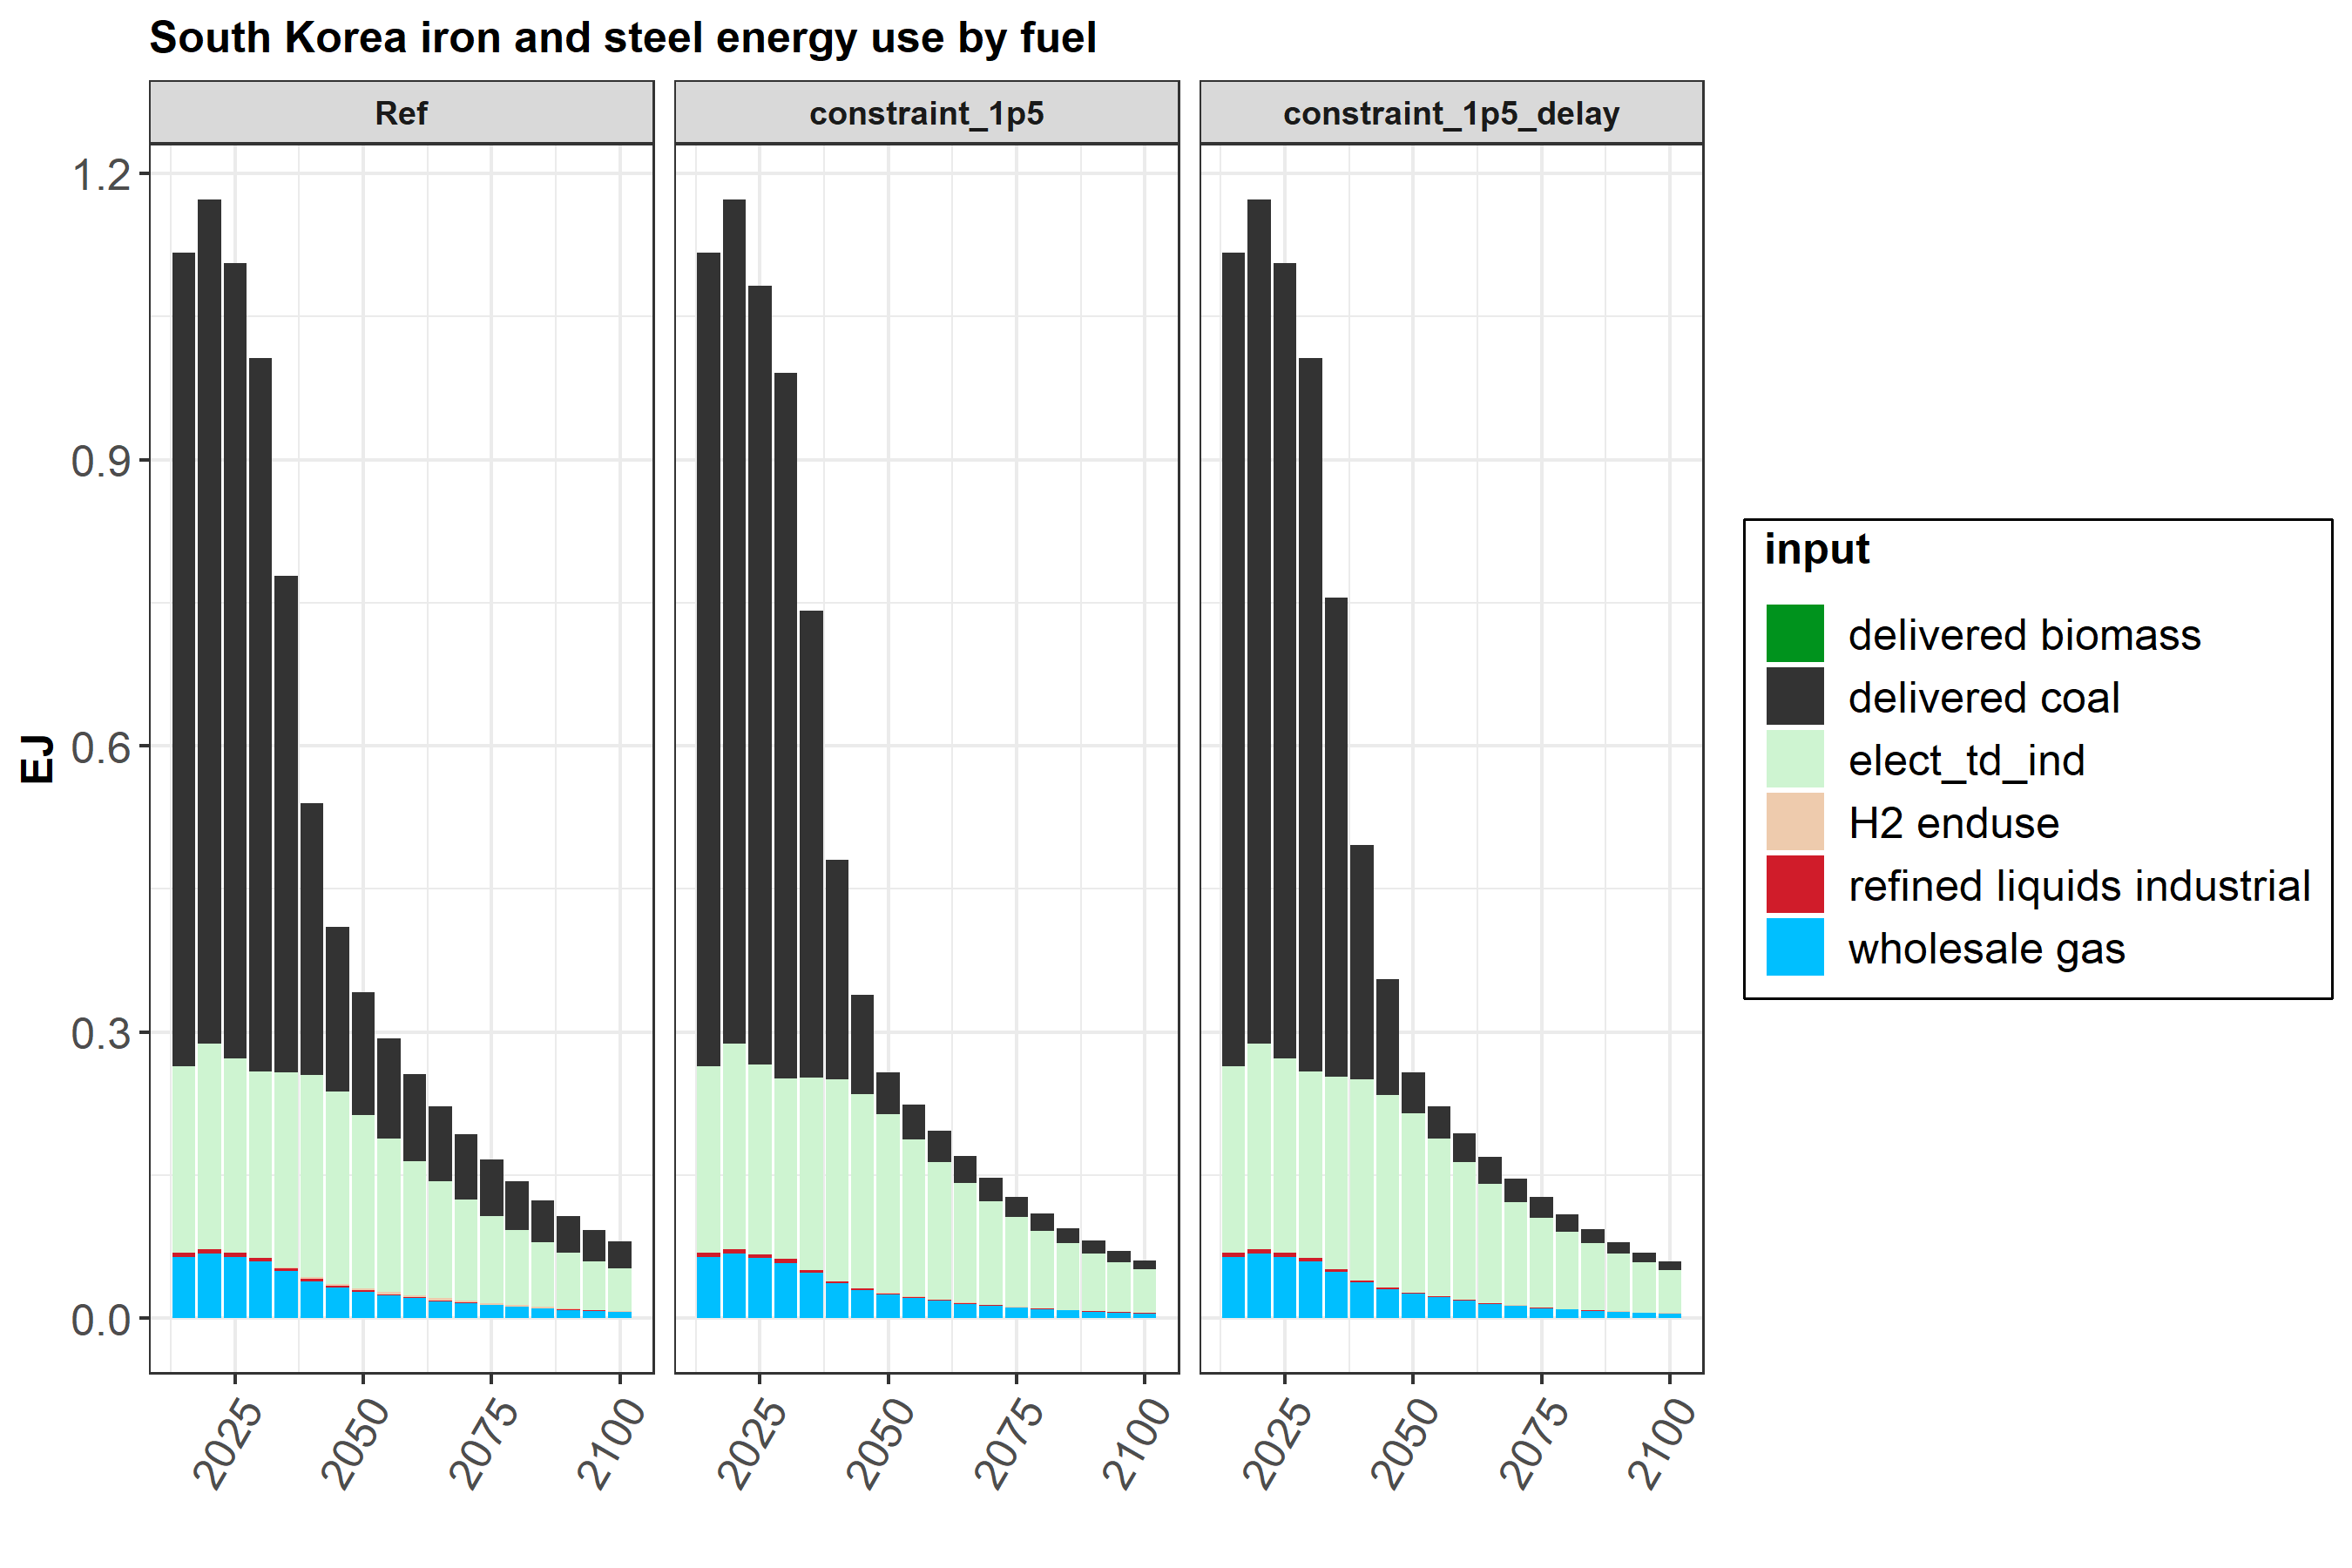 South Korea iron and steel energy use by fuel
Ref
constraint_1p5
constraint_1p5_delay
1.2
0.9
0.6
0.3
0.0
EJ
2025
2050
2075
2100
2025
2050
2075
2100
2025
2050
2075
2100
input
delivered biomass
delivered coal
elect_td_ind
H2 enduse
refined liquids industrial
wholesale gas